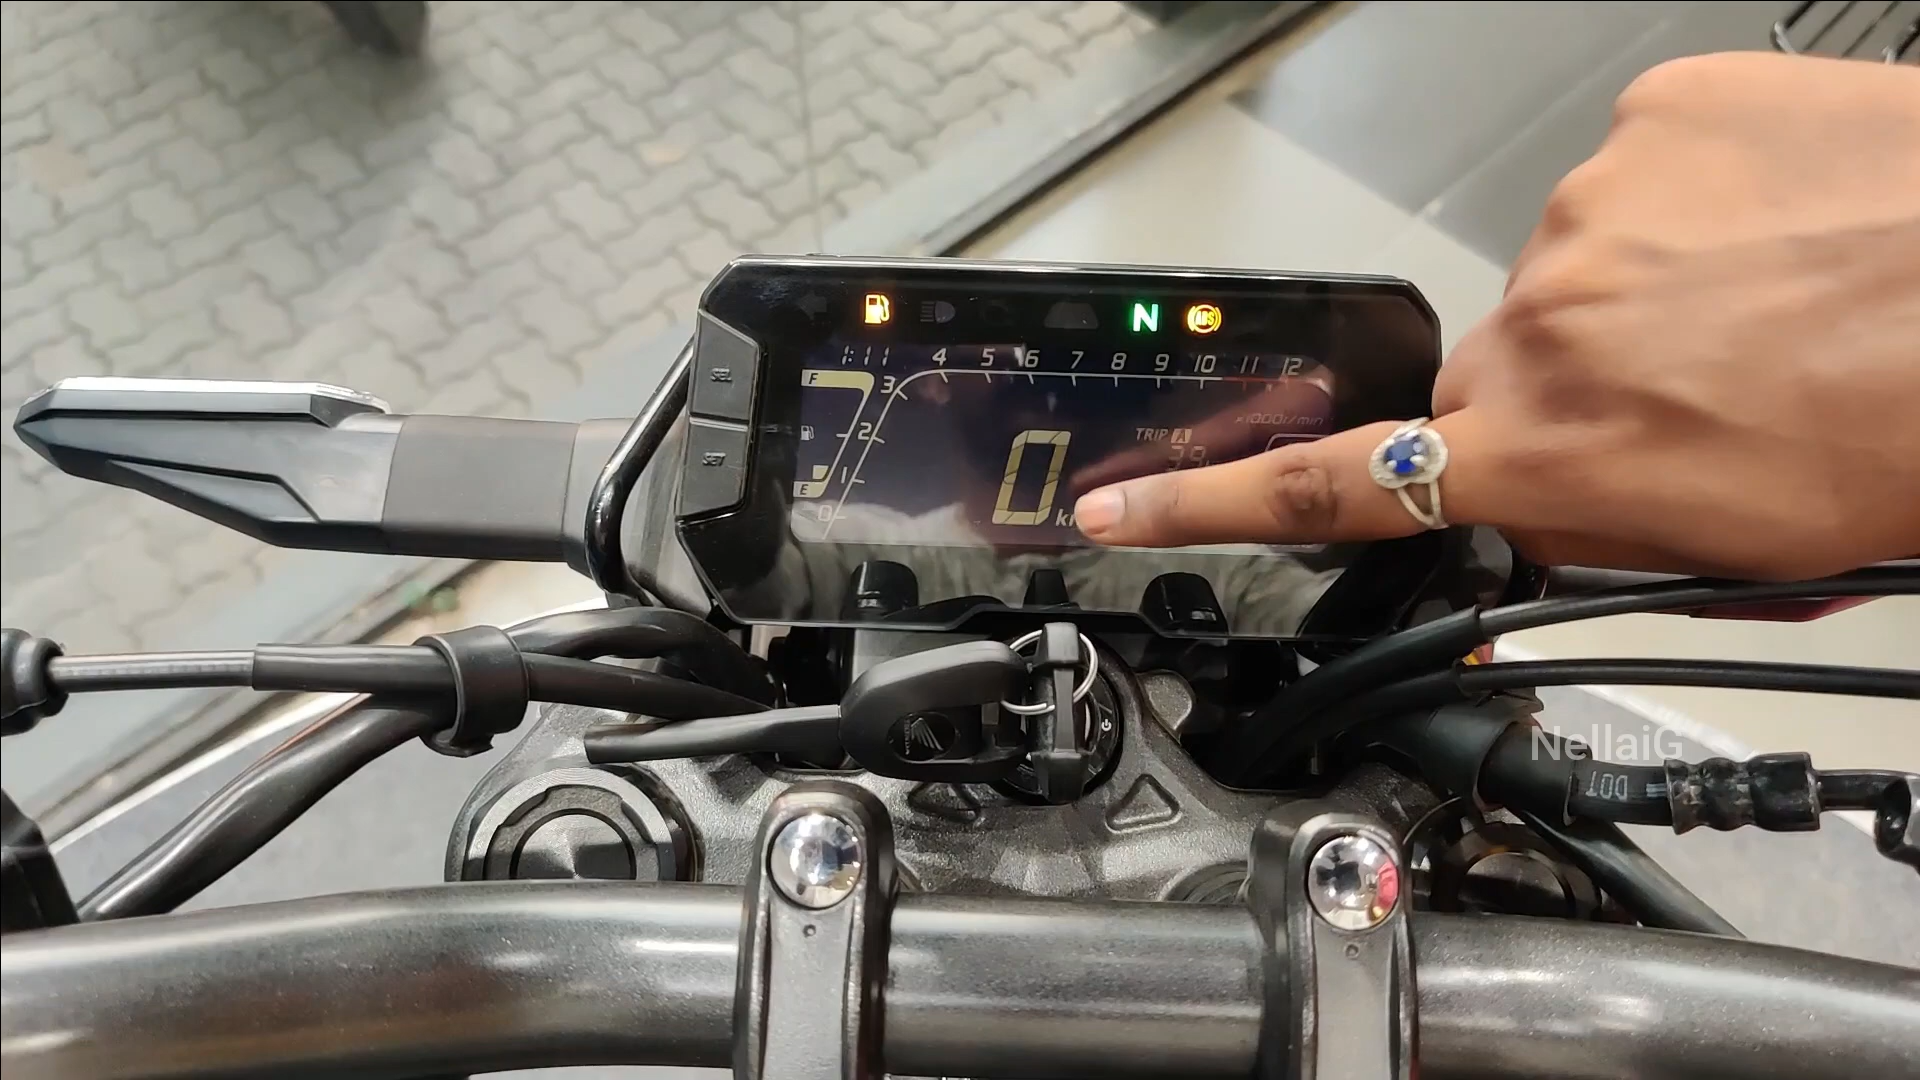 N
ABS
1:11
4 5 6 7 8 9 10 11 12
F
3
x1000r/min
SEL
2
TRIP A
39
0
SET
1
E
0
NellaiG
DOT